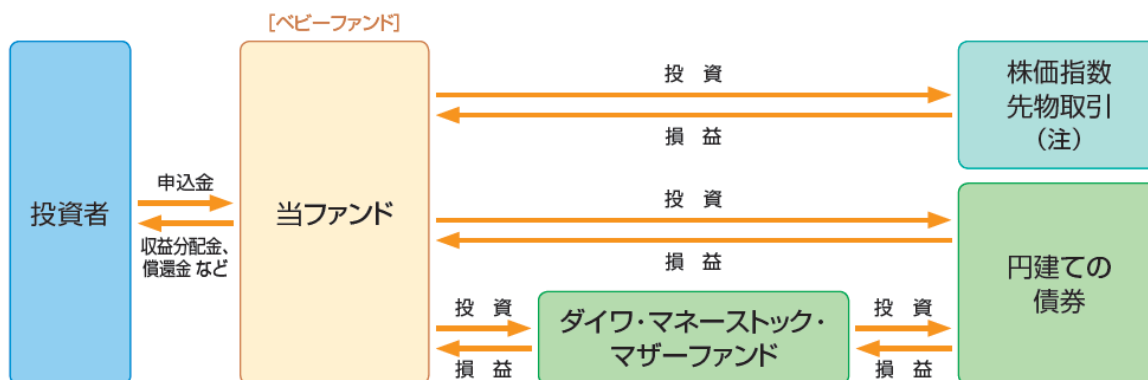 [ベビーファンド]
投資者
申込金
収益分配金、
償還金 など
当ファンド
投 資
損 益
株価指数
先物取引
（注）
投 資
損 益
円建ての
債券
投 資
損 益
ダイワ・マネーストック・
マザーファンド
投 資
損 益